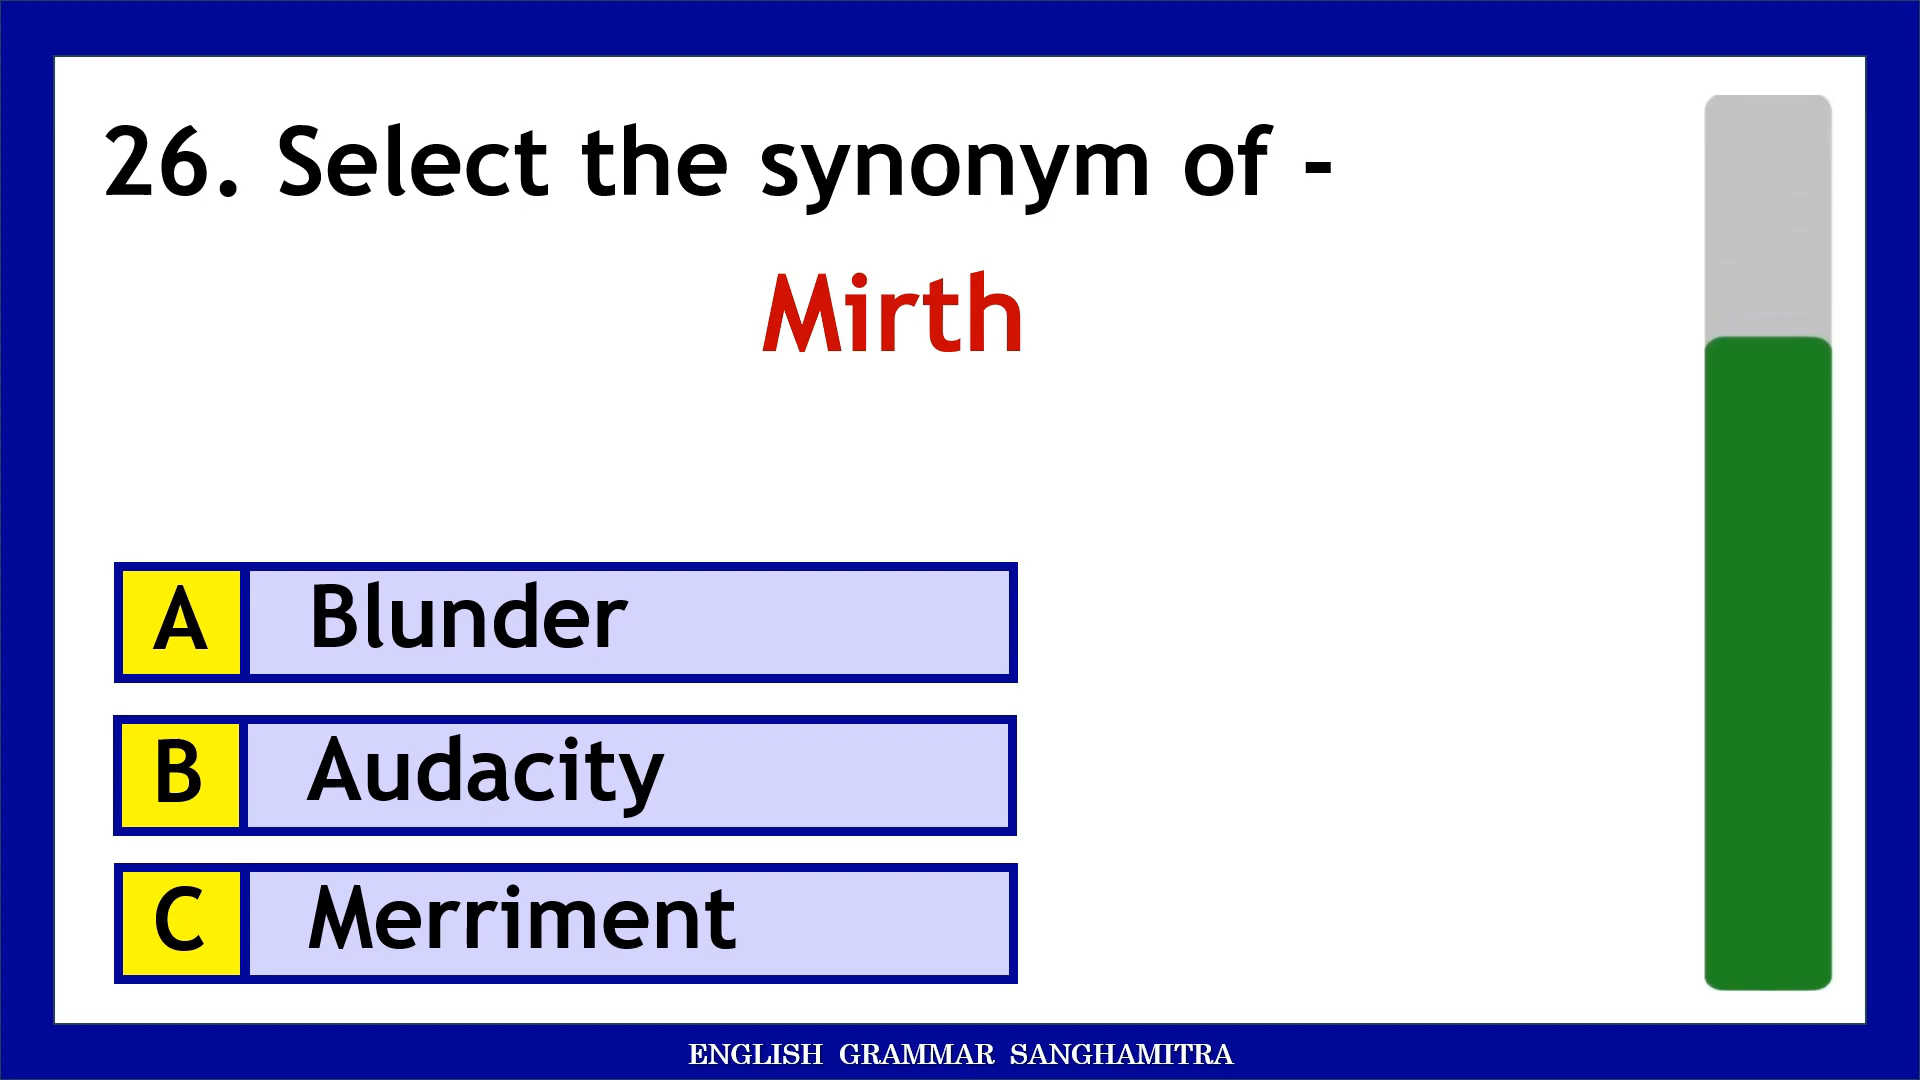 26. Select the synonym of -
Mirth
A Blunder
B Audacity
C Merriment
ENGLISH GRAMMAR SANGHAMITRA